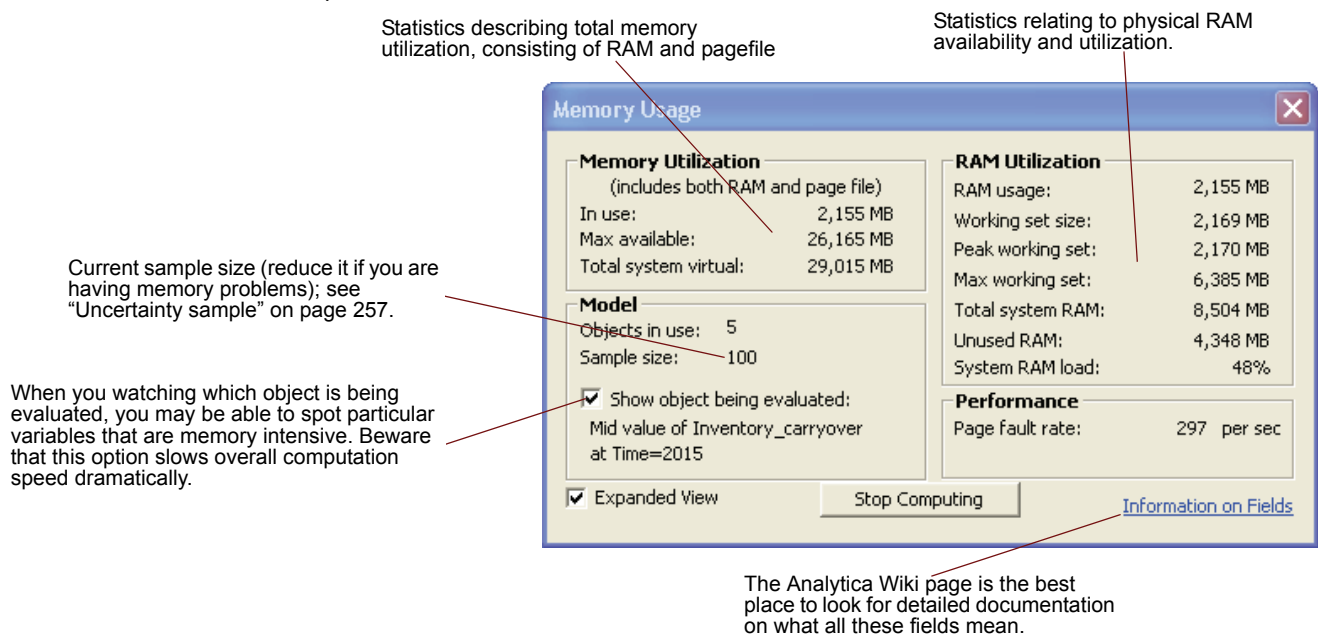 Statistics describing total memory
utilization, consisting of RAM and pagefile
Statistics relating to physical RAM
availability and utilization.
Memory Usage
Memory Utilization
(includes both RAM and page file)
In use: 2,155 MB
Max available: 26,165 MB
Total system virtual: 29,015 MB
RAM Utilization
RAM usage: 2,155 MB
Working set size: 2,169 MB
Peak working set: 2,170 MB
Max working set: 6,385 MB
Total system RAM: 8,504 MB
Unused RAM: 4,348 MB
System RAM load: 48%
Current sample size (reduce it if you are
having memory problems); see
“Uncertainty sample” on page 257.
Model
Objects in use: 5
Sample size: 100
When you watching which object is being
evaluated, you may be able to spot particular
variables that are memory intensive. Beware
that this option slows overall computation
speed dramatically.
Show object being evaluated:
Mid value of Inventory_carryover
at Time=2015
Performance
Page fault rate: 297 per sec
Expanded View
Stop Computing
Information on Fields
The Analytica Wiki page is the best
place to look for detailed documentation
on what all these fields mean.